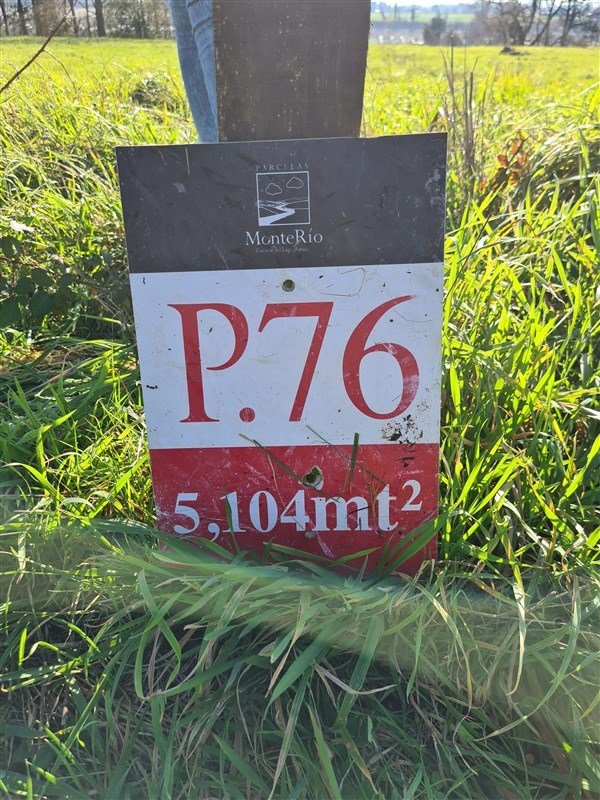 PARCELAS
MonteRío
P.76
5,104mt²